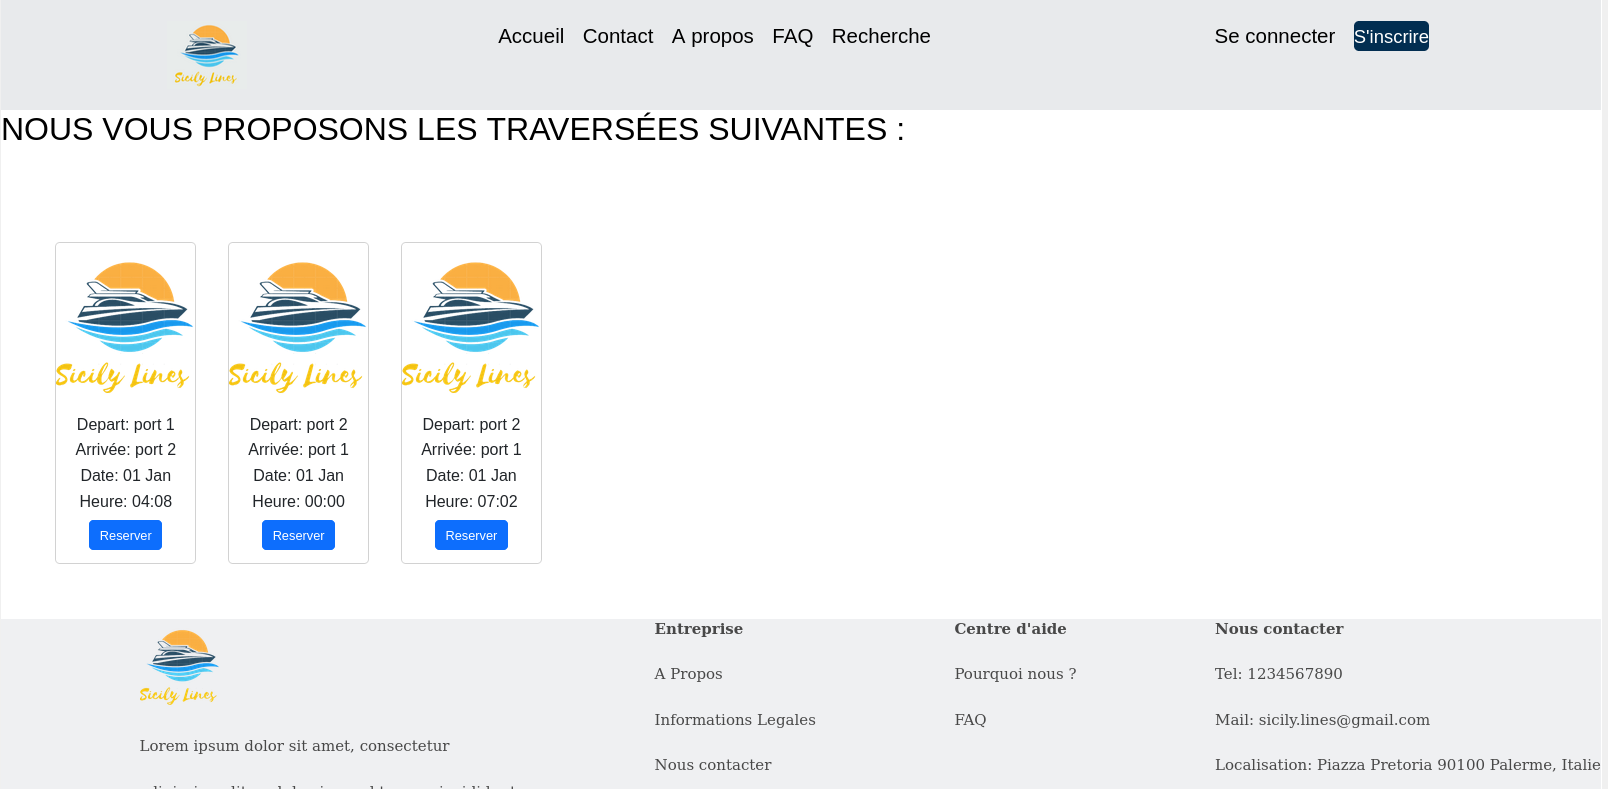 Sicily Lines
Accueil Contact A propos FAQ Recherche
Se connecter S'inscrire
NOUS VOUS PROPOSONS LES TRAVERSÉES SUIVANTES :
Sicily Lines
Depart: port 1
Arrivée: port 2
Date: 01 Jan
Heure: 04:08
Reserver
Sicily Lines
Depart: port 2
Arrivée: port 1
Date: 01 Jan
Heure: 00:00
Reserver
Sicily Lines
Depart: port 2
Arrivée: port 1
Date: 01 Jan
Heure: 07:02
Reserver
Sicily Lines
Lorem ipsum dolor sit amet, consectetur
Entreprise
A Propos
Informations Legales
Nous contacter
Centre d'aide
Pourquoi nous ?
FAQ
Nous contacter
Tel: 1234567890
Mail: sicily.lines@gmail.com
Localisation: Piazza Pretoria 90100 Palerme, Italie